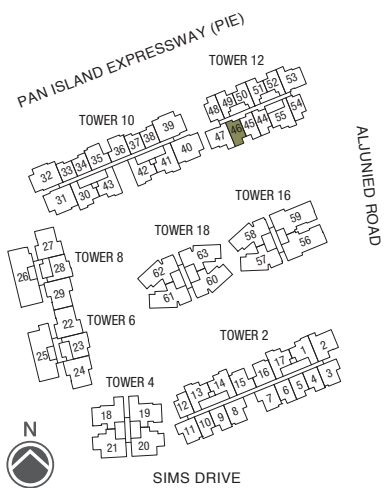 PAN ISLAND EXPRESSWAY (PIE)
TOWER 12
48 49 50 51 52 53
47 46 45 44 55 54
ALJUNIED ROAD
TOWER 10
32 33 34 35 36 37 38 39
31 30 43 42 41 40
TOWER 16
58 59
57 56
TOWER 18
62 63
61 60
TOWER 8
27
26 28
29
TOWER 6
22
25 23
24
TOWER 2
12 13 14 15 16 17 1 2
11 10 9 8 7 6 5 4 3
TOWER 4
18 19
21 20
N
SIMS DRIVE